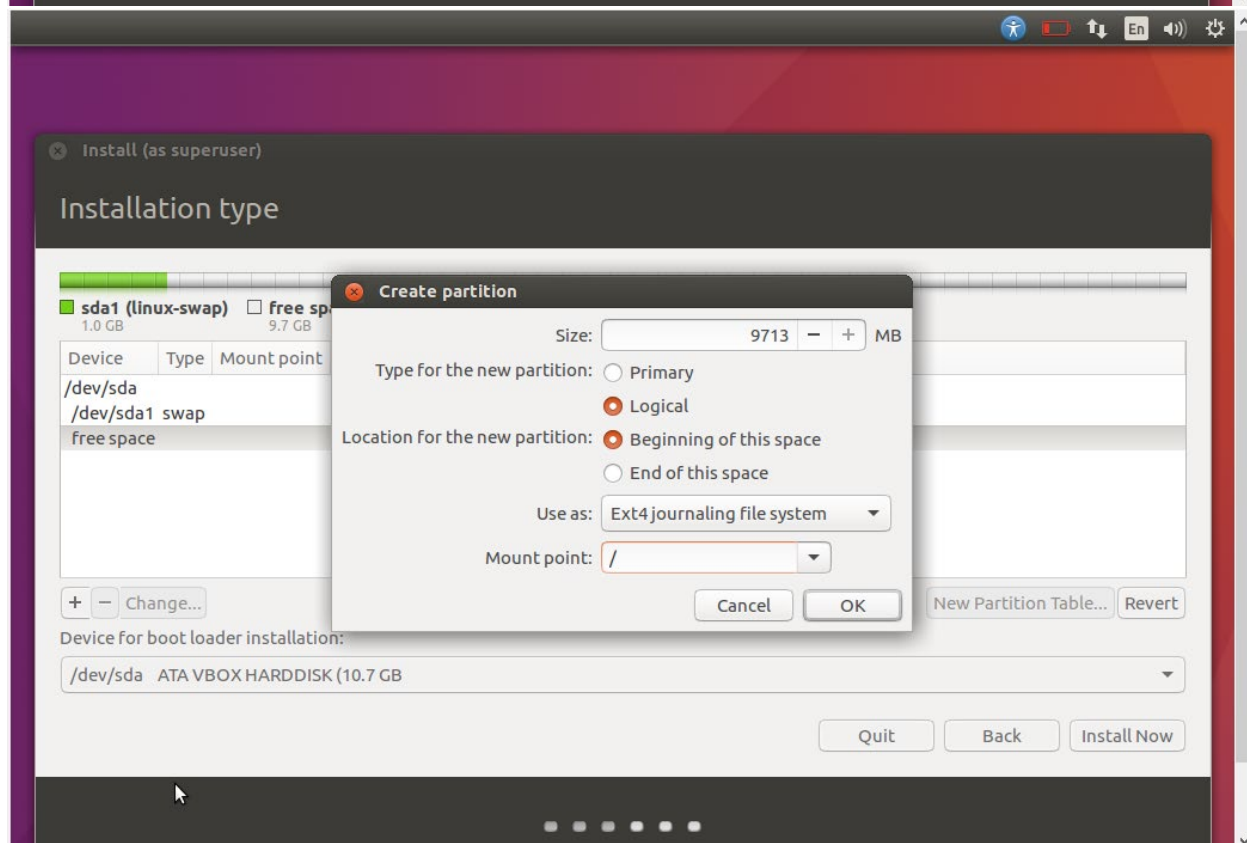 En
Install (as superuser)
Installation type
sda1 (linux-swap) free sp
1.0 GB 9.7 GB
Create partition
Size: 9713 − + MB
Type for the new partition: Primary
Logical
Location for the new partition: Beginning of this space
End of this space
Use as: Ext4 journaling file system
Mount point: /
Cancel OK
Device Type Mount point
/dev/sda
/dev/sda1 swap
free space
+ − Change... New Partition Table... Revert
Device for boot loader installation:
/dev/sda ATA VBOX HARDDISK (10.7 GB
Quit Back Install Now